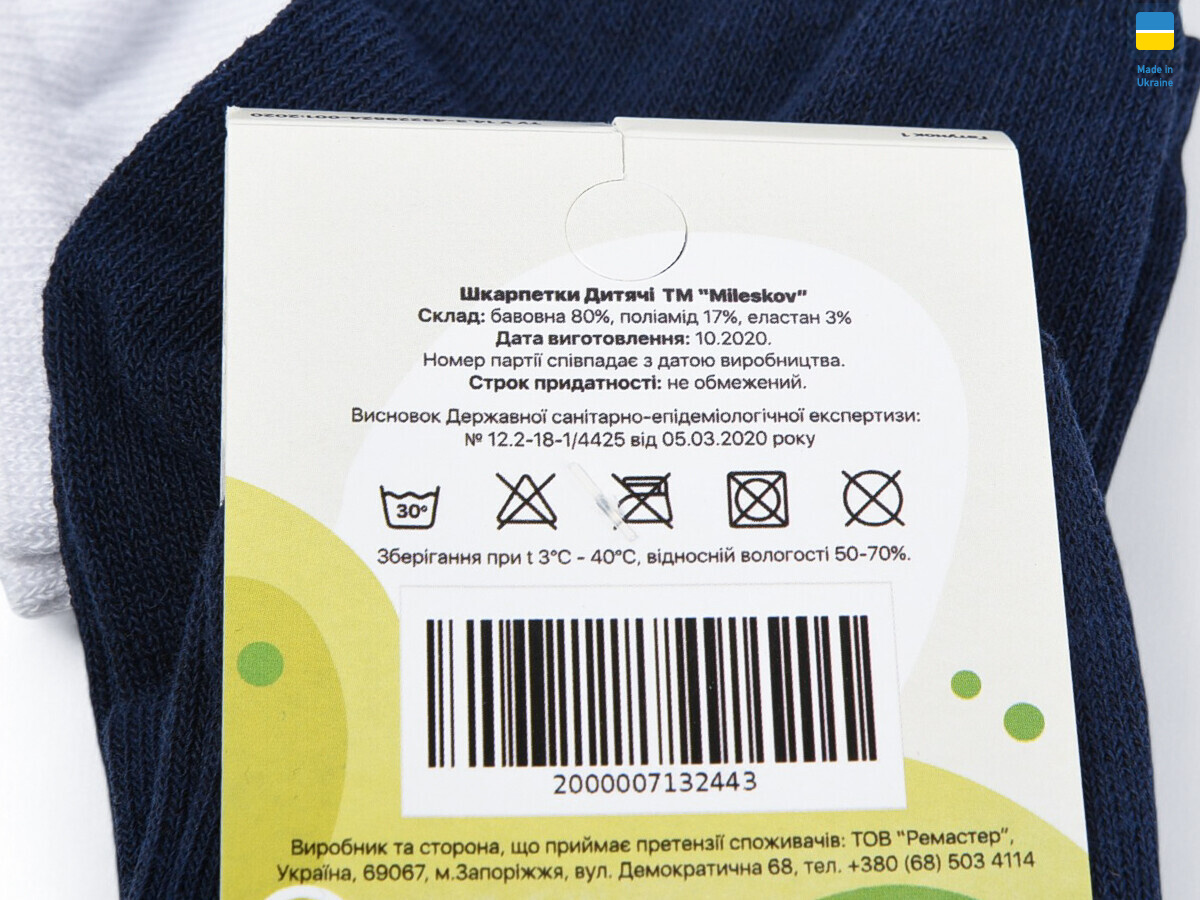 Made in
Ukraine
Гатунок 1
Шкарпетки Дитячі ТМ "Mileskov"
Склад: бавовна 80%, поліамід 17%, еластан 3%
Дата виготовлення: 10.2020.
Номер партії співпадає з датою виробництва.
Строк придатності: не обмежений.
Висновок Державної санітарно-епідеміологічної експертизи:
№ 12.2-18-1/4425 від 05.03.2020 року
30°
Зберігання при t 3°C - 40°C, відносній вологості 50-70%.
2000007132443
Виробник та сторона, що приймає претензії споживачів: ТОВ "Ремастер",
Україна, 69067, м.Запоріжжя, вул. Демократична 68, тел. +380 (68) 503 4114